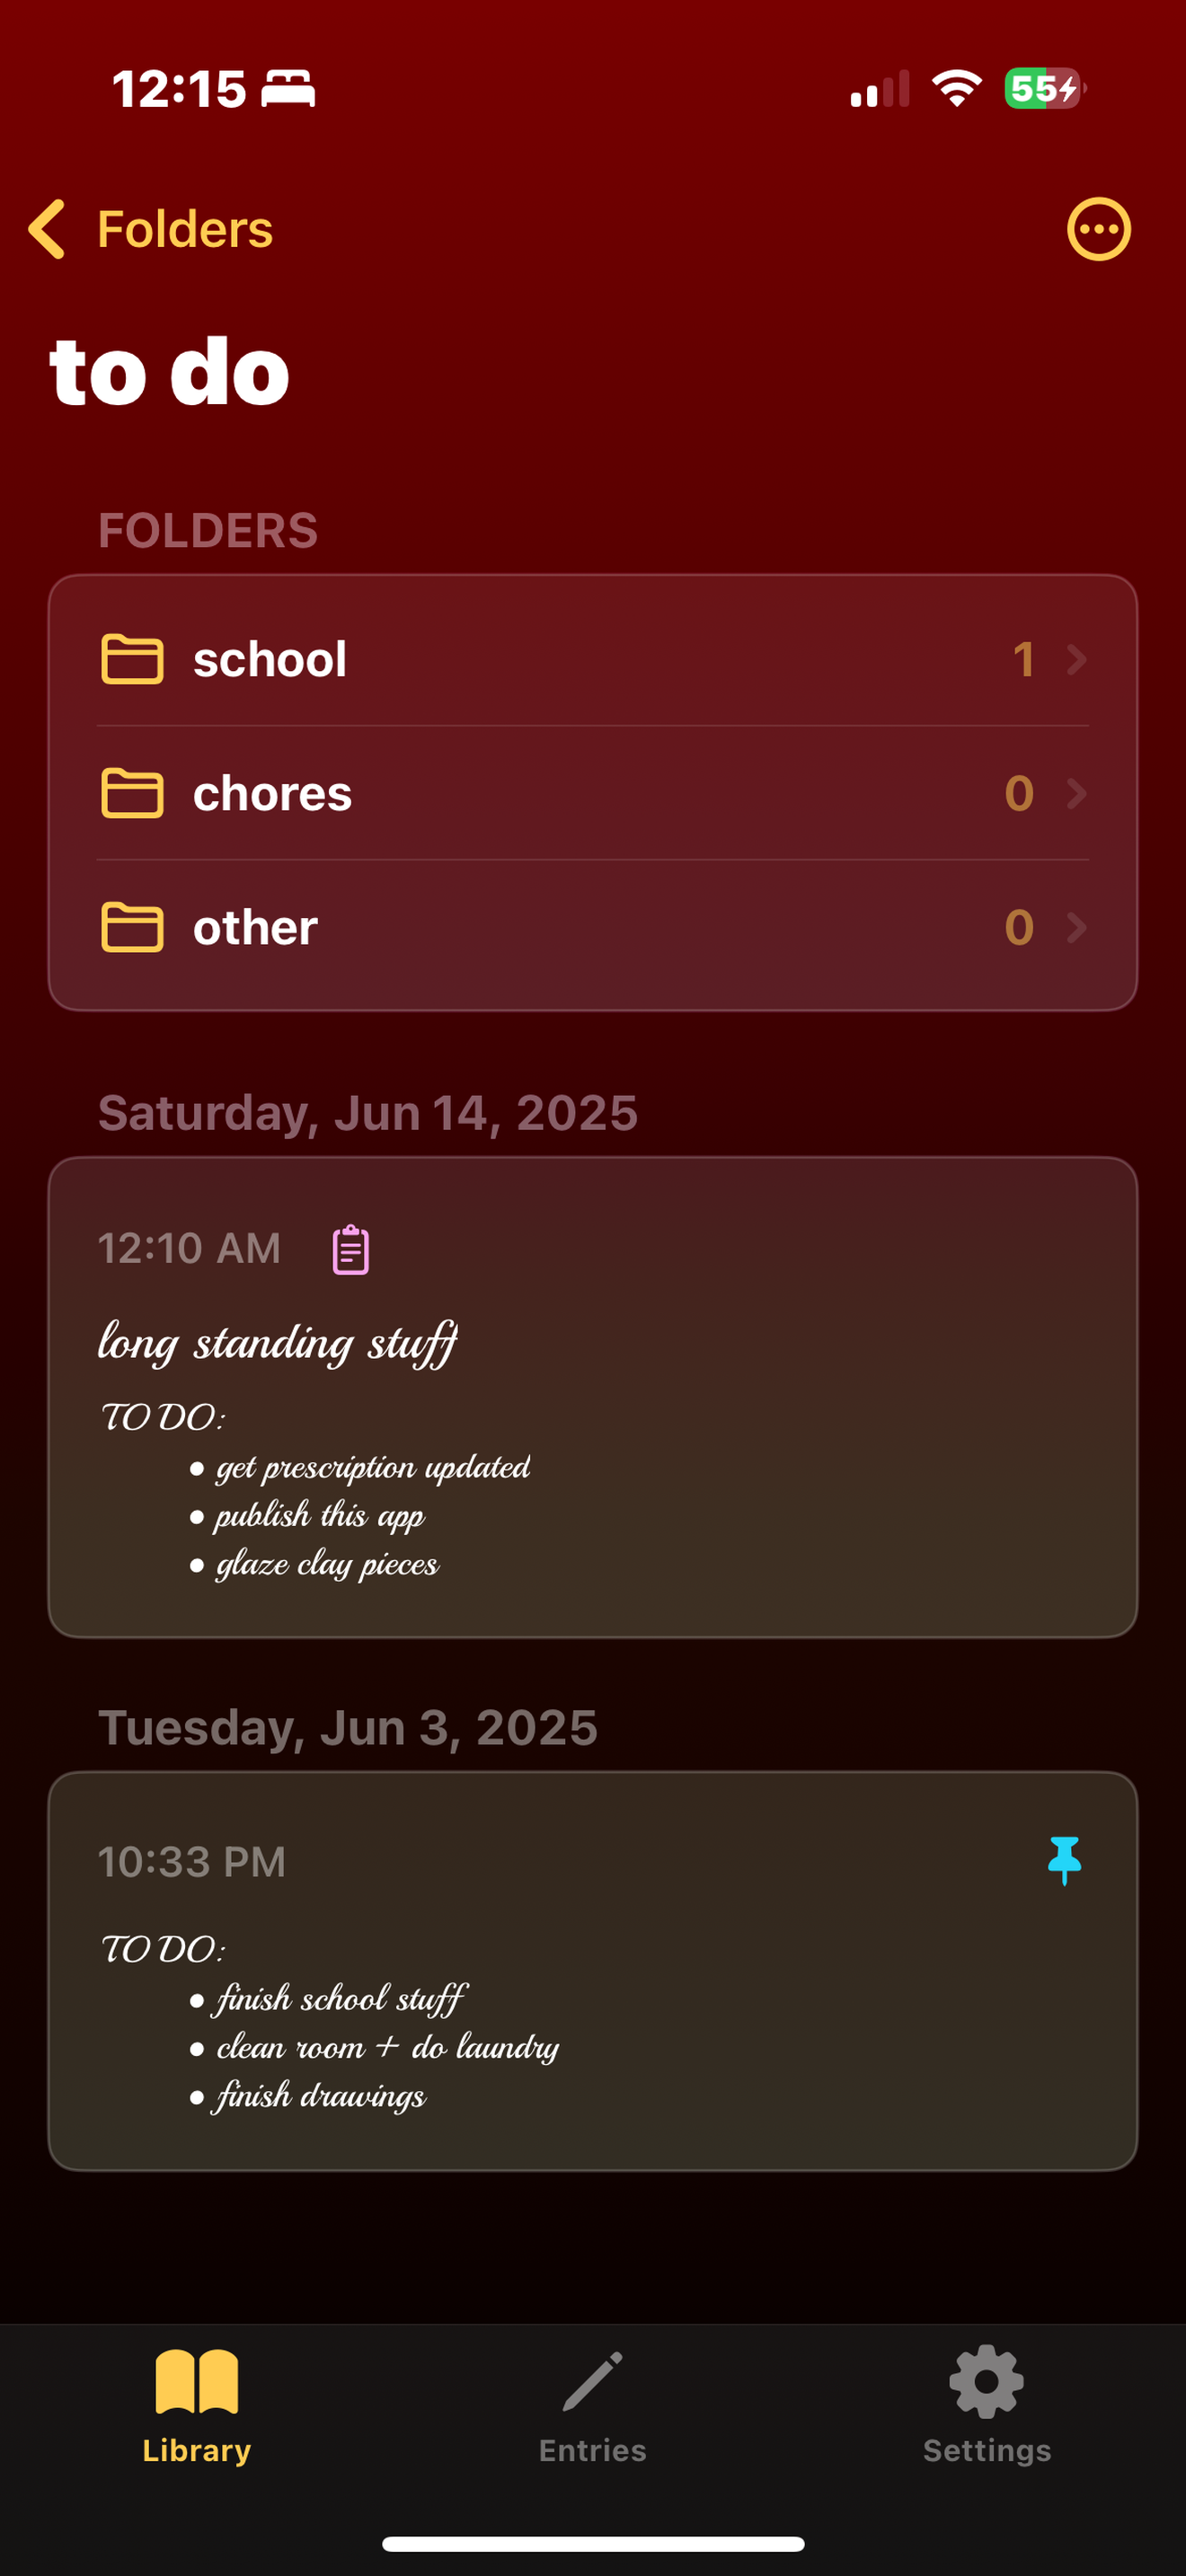 12:15
55
Folders
to do
FOLDERS
school 1
chores 0
other 0
Saturday, Jun 14, 2025
12:10 AM
long standing stuff
TO DO:
• get prescription updated
• publish this app
• glaze clay pieces
Tuesday, Jun 3, 2025
10:33 PM
TO DO:
• finish school stuff
• clean room + do laundry
• finish drawings
Library Entries Settings